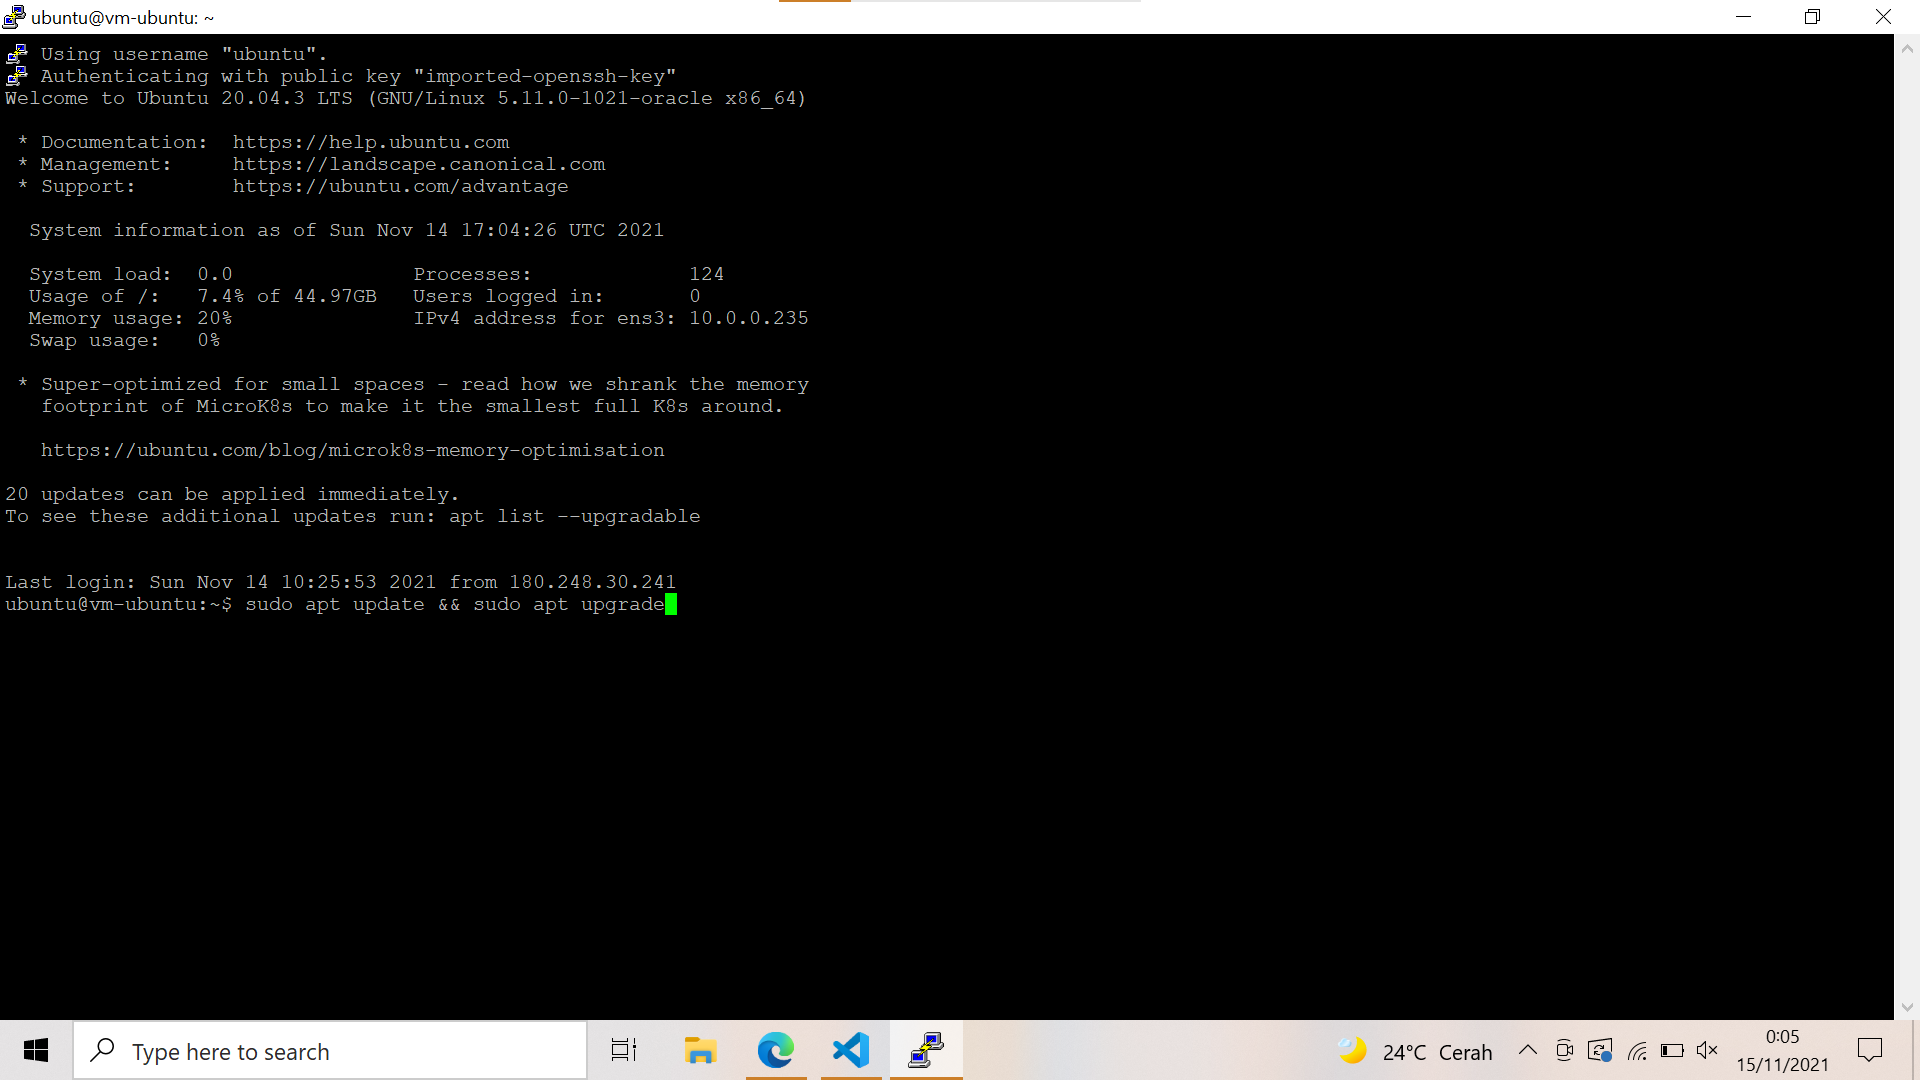 ubuntu@vm-ubuntu: ~
Using username "ubuntu".
Authenticating with public key "imported-openssh-key"
Welcome to Ubuntu 20.04.3 LTS (GNU/Linux 5.11.0-1021-oracle x86_64)
* Documentation:  https://help.ubuntu.com
* Management:     https://landscape.canonical.com
* Support:        https://ubuntu.com/advantage
System information as of Sun Nov 14 17:04:26 UTC 2021
System load:  0.0               Processes:             124
Usage of /:   7.4% of 44.97GB   Users logged in:       0
Memory usage: 20%               IPv4 address for ens3: 10.0.0.235
Swap usage:   0%
* Super-optimized for small spaces - read how we shrank the memory
footprint of MicroK8s to make it the smallest full K8s around.
https://ubuntu.com/blog/microk8s-memory-optimisation
20 updates can be applied immediately.
To see these additional updates run: apt list --upgradable
Last login: Sun Nov 14 10:25:53 2021 from 180.248.30.241
ubuntu@vm-ubuntu:~$ sudo apt update && sudo apt upgrade
Type here to search
24°C Cerah
0:05
15/11/2021